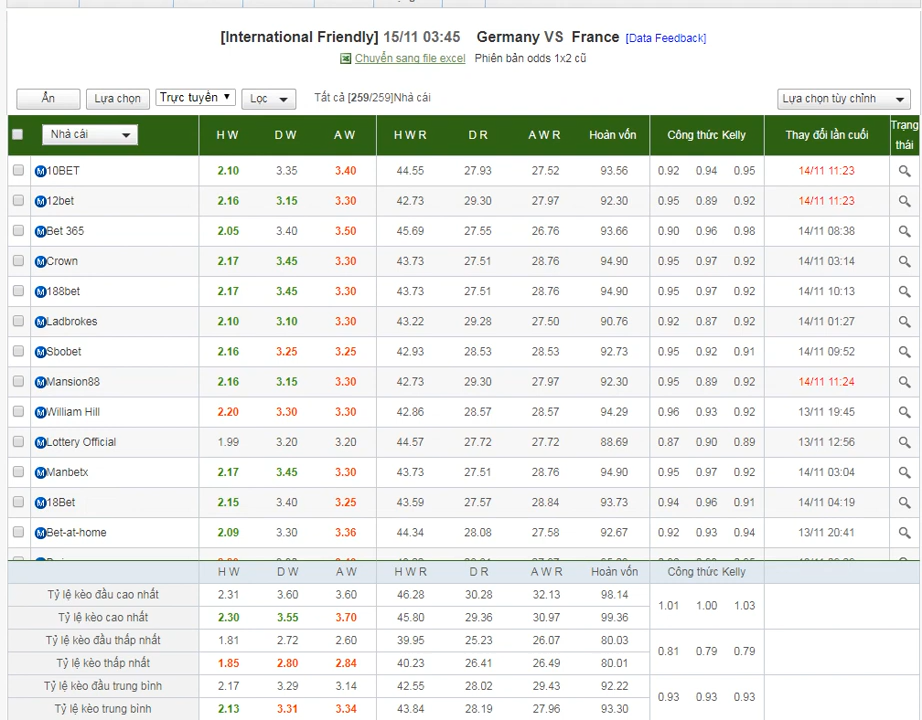 [International Friendly] 15/11 03:45 Germany VS France [Data Feedback]
Chuyển sang file excel Phiên bản odds 1x2 cũ
Ẩn Lựa chọn Trực tuyến Lọc Tất cả [259/259]Nhà cái Lựa chọn tùy chỉnh
Nhà cái H W D W A W H W R D R A W R Hoàn vốn Công thức Kelly Thay đổi lần cuối Trạng thái
10BET 2.10 3.35 3.40 44.55 27.93 27.52 93.56 0.92 0.94 0.95 14/11 11:23
12bet 2.16 3.15 3.30 42.73 29.30 27.97 92.30 0.95 0.89 0.92 14/11 11:23
Bet 365 2.05 3.40 3.50 45.69 27.55 26.76 93.66 0.90 0.96 0.98 14/11 08:38
Crown 2.17 3.45 3.30 43.73 27.51 28.76 94.90 0.95 0.97 0.92 14/11 03:14
188bet 2.17 3.45 3.30 43.73 27.51 28.76 94.90 0.95 0.97 0.92 14/11 10:13
Ladbrokes 2.10 3.10 3.30 43.22 29.28 27.50 90.76 0.92 0.87 0.92 14/11 01:27
Sbobet 2.16 3.25 3.25 42.93 28.53 28.53 92.73 0.95 0.92 0.91 14/11 09:52
Mansion88 2.16 3.15 3.30 42.73 29.30 27.97 92.30 0.95 0.89 0.92 14/11 11:24
William Hill 2.20 3.30 3.30 42.86 28.57 28.57 94.29 0.96 0.93 0.92 13/11 19:45
Lottery Official 1.99 3.20 3.20 44.57 27.72 27.72 88.69 0.87 0.90 0.89 13/11 12:56
Manbetx 2.17 3.45 3.30 43.73 27.51 28.76 94.90 0.95 0.97 0.92 14/11 03:04
18Bet 2.15 3.40 3.25 43.59 27.57 28.84 93.73 0.94 0.96 0.91 14/11 04:19
Bet-at-home 2.09 3.30 3.36 44.34 28.08 27.58 92.67 0.92 0.93 0.94 13/11 20:41
H W D W A W H W R D R A W R Hoàn vốn Công thức Kelly
Tỷ lệ kèo đầu cao nhất 2.31 3.60 3.60 46.28 30.28 32.13 98.14 1.01 1.00 1.03
Tỷ lệ kèo cao nhất 2.30 3.55 3.70 45.80 29.36 30.97 99.36
Tỷ lệ kèo đầu thấp nhất 1.81 2.72 2.60 39.95 25.23 26.07 80.03 0.81 0.79 0.79
Tỷ lệ kèo thấp nhất 1.85 2.80 2.84 40.23 26.41 26.49 80.01
Tỷ lệ kèo đầu trung bình 2.17 3.29 3.14 42.55 28.02 29.43 92.22 0.93 0.93 0.93
Tỷ lệ kèo trung bình 2.13 3.31 3.34 43.84 28.19 27.96 93.30